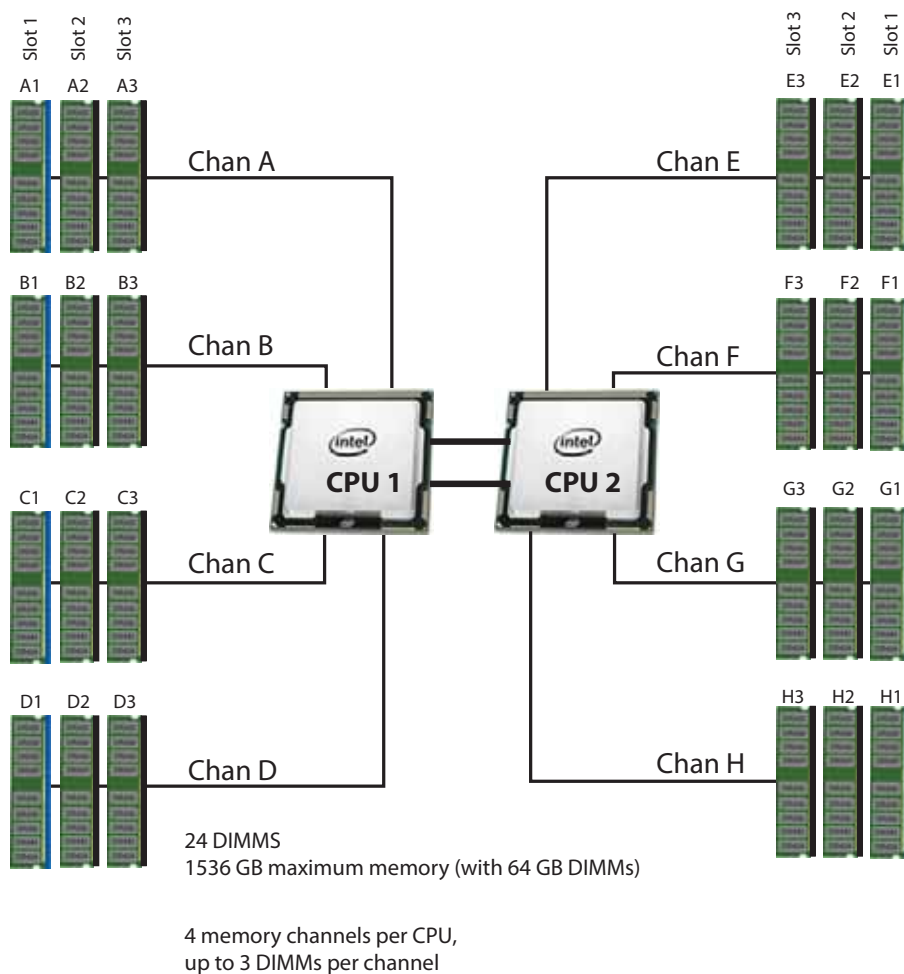 Slot 1 Slot 2 Slot 3 Slot 3 Slot 2 Slot 1
A1 A2 A3 E3 E2 E1
Chan A Chan E
B1 B2 B3 F3 F2 F1
Chan B Chan F
intel intel
CPU 1 CPU 2
C1 C2 C3 G3 G2 G1
Chan C Chan G
D1 D2 D3 H3 H2 H1
Chan D Chan H
24 DIMMS
1536 GB maximum memory (with 64 GB DIMMs)
4 memory channels per CPU,
up to 3 DIMMs per channel